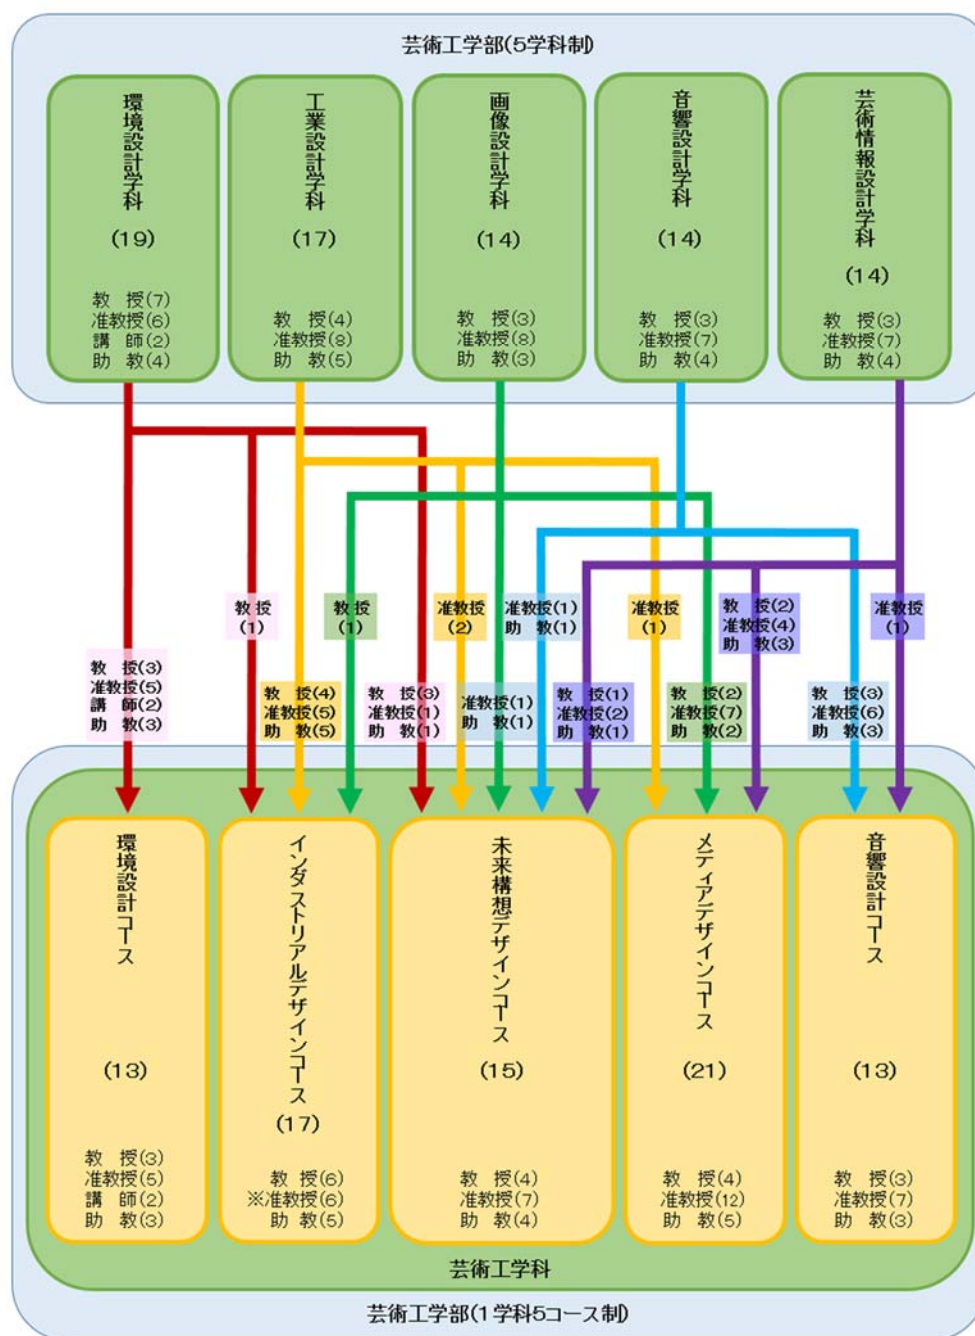 芸術工学部(5学科制)
環境設計学科
(19)
教　授(7)
准教授(6)
講　師(2)
助　教(4)
工業設計学科
(17)
教　授(4)
准教授(8)
助　教(5)
画像設計学科
(14)
教　授(3)
准教授(8)
助　教(3)
音響設計学科
(14)
教　授(3)
准教授(7)
助　教(4)
芸術情報設計学科
(14)
教　授(3)
准教授(7)
助　教(4)
教　授(3)
准教授(5)
講　師(2)
助　教(3)
教 授
(1)
教　授(4)
准教授(5)
助　教(5)
教 授
(1)
教　授(3)
准教授(1)
助　教(1)
准教授
(2)
准教授(1)
助　教(1)
准教授(1)
助　教(1)
教　授(1)
准教授(2)
助　教(1)
准教授
(1)
教　授(2)
准教授(7)
助　教(2)
教　授(2)
准教授(4)
助　教(3)
教　授(3)
准教授(6)
助　教(3)
准教授
(1)
環境設計コース
(13)
教　授(3)
准教授(5)
講　師(2)
助　教(3)
インダストリアルデザインコース
(17)
教　授(6)
※准教授(6)
助　教(5)
未来構想デザインコース
(15)
教　授(4)
准教授(7)
助　教(4)
メディアデザインコース
(21)
教　授(4)
准教授(12)
助　教(5)
音響設計コース
(13)
教　授(3)
准教授(7)
助　教(3)
芸術工学科
芸術工学部(1学科5コース制)